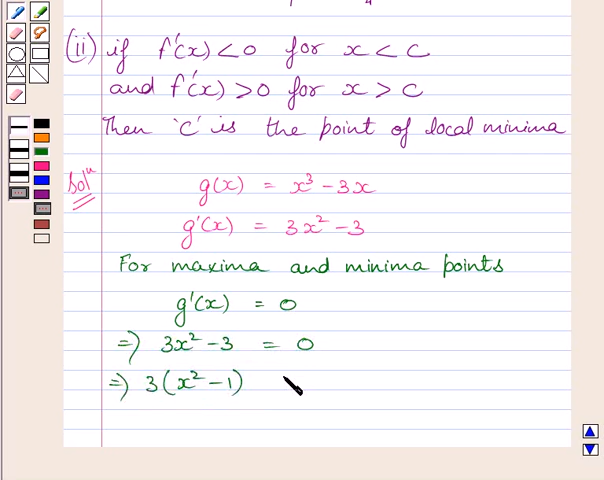 (ii) if f'(x) < 0 for x < c
and f'(x) > 0 for x > c
Then 'C' is the point of local minima
Solⁿ g(x) = x³ - 3x
g'(x) = 3x² - 3
For maxima and minima points
g'(x) = 0
=> 3x² - 3 = 0
=> 3(x² - 1)